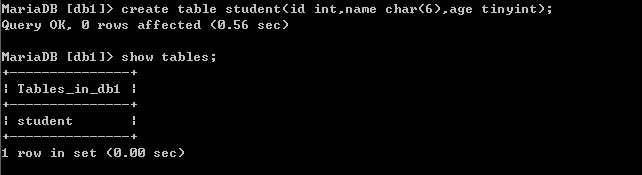 MariaDB [db1]> create table student(id int,name char(6),age tinyint);
Query OK, 0 rows affected (0.56 sec)
MariaDB [db1]> show tables;
+---------------+
| Tables_in_db1 |
+---------------+
| student       |
+---------------+
1 row in set (0.00 sec)